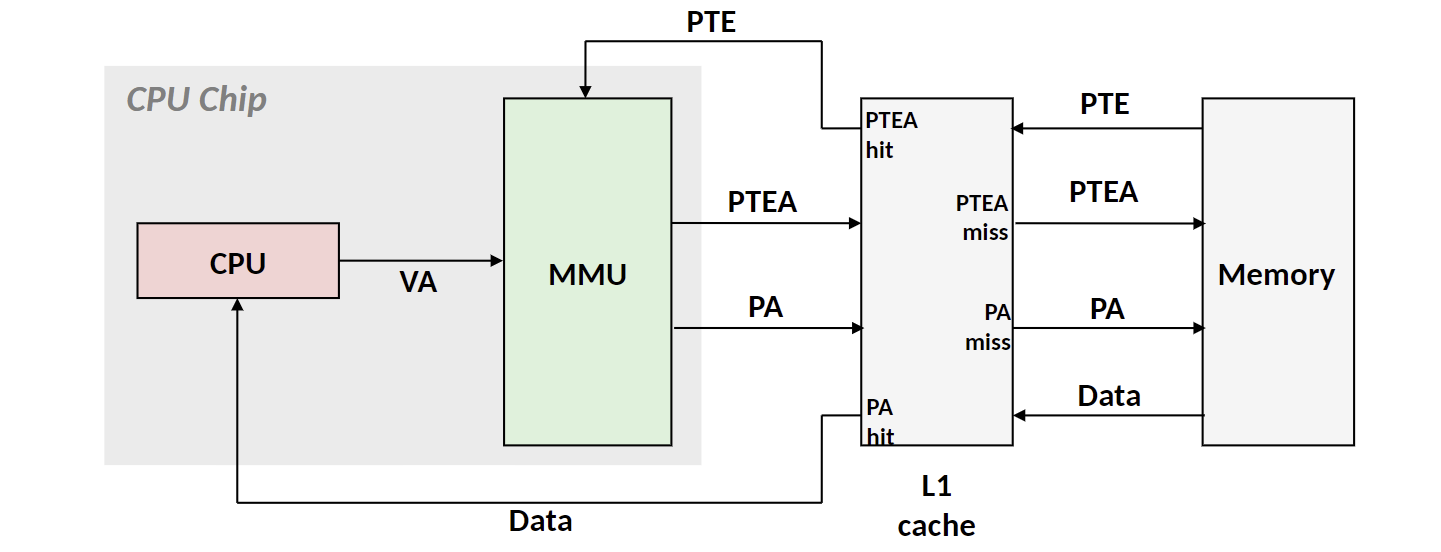 PTE
CPU Chip
PTEA
hit
PTE
PTEA
PTEA
miss
PTEA
CPU
VA
MMU
Memory
PA
PA
miss
PA
PA
hit
Data
L1
cache
Data